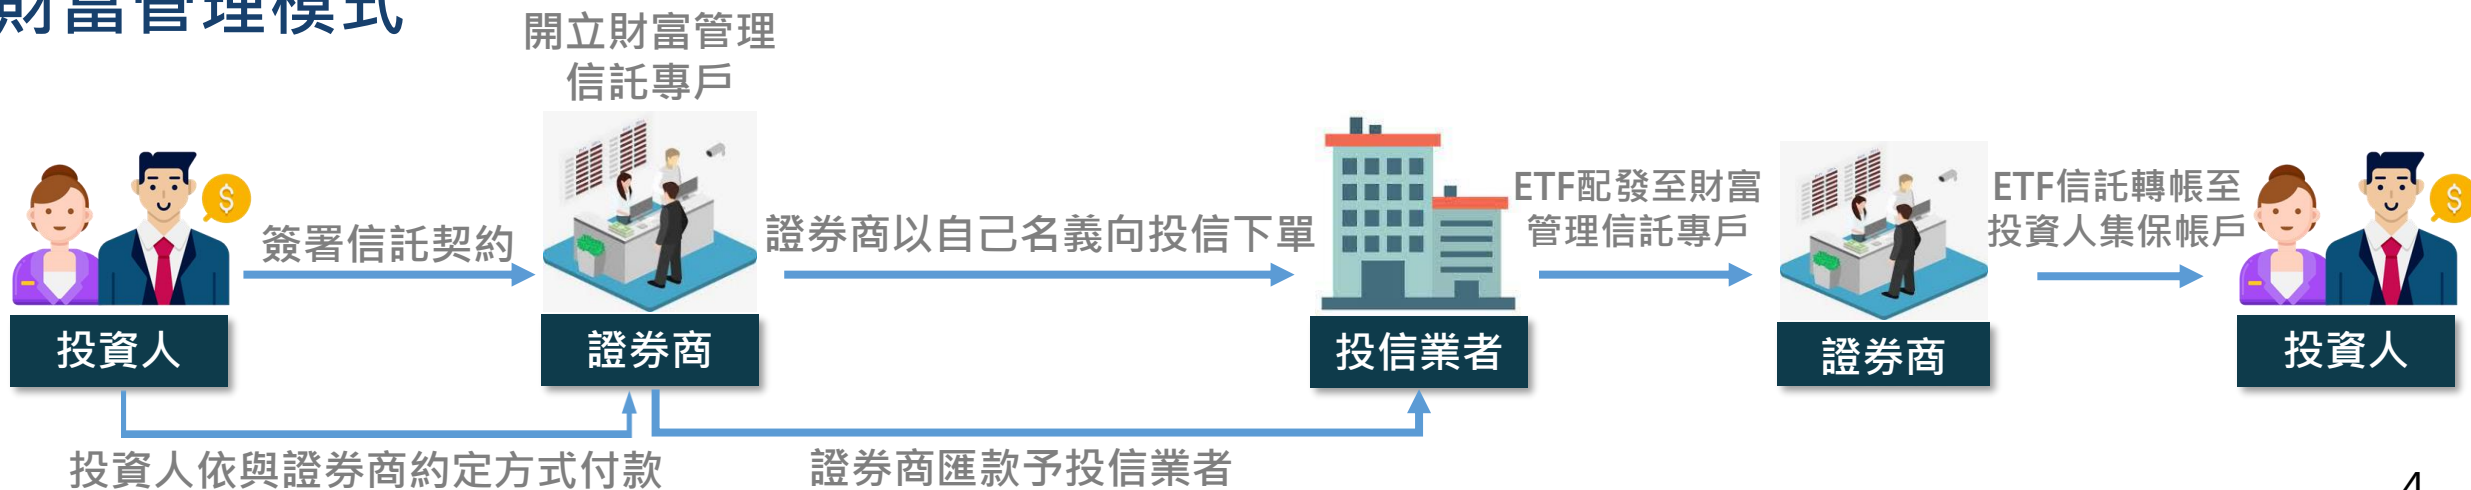 財富管理模式
開立財富管理
信託專戶
簽署信託契約
證券商以自己名義向投信下單
ETF配發至財富
管理信託專戶
ETF信託轉帳至
投資人集保帳戶
投資人
證券商
投信業者
證券商
投資人
投資人依與證券商約定方式付款
證券商匯款予投信業者
4